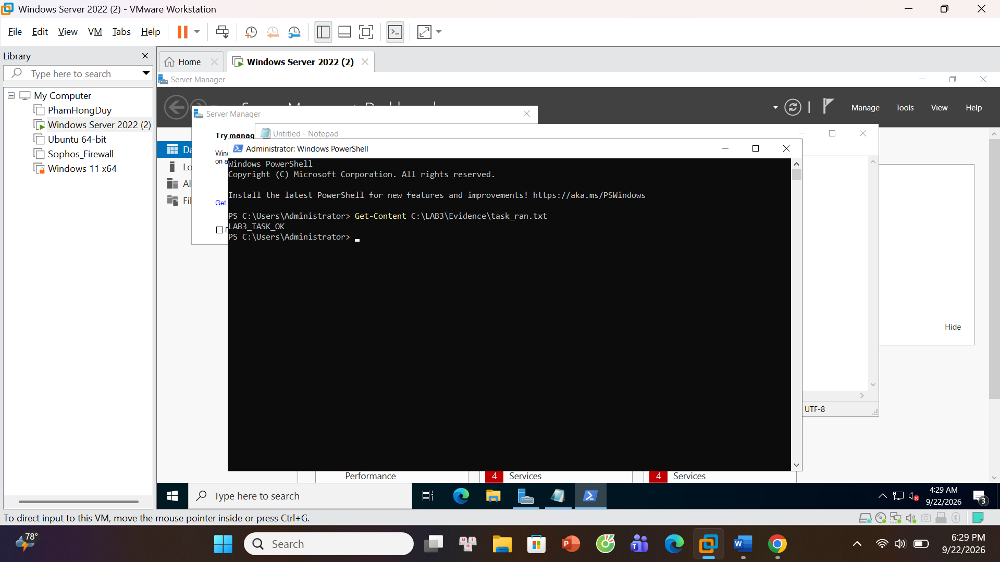 Windows Server 2022 (2) - VMware Workstation
File Edit View VM Tabs Help
Library
Home
Windows Server 2022 (2)
Type here to search
Server Manager
My Computer
PhamHongDuy
Windows Server 2022 (2)
Ubuntu 64-bit
Sophos_Firewall
Windows 11 x64
Manage Tools View Help
Server Manager
Try manag
Untitled - Notepad
Administrator: Windows PowerShell
Windows PowerShell
Copyright (C) Microsoft Corporation. All rights reserved.
Install the latest PowerShell for new features and improvements! https://aka.ms/PSWindows
Get
PS C:\Users\Administrator> Get-Content C:\LAB3\Evidence\task_ran.txt
LAB3_TASK_OK
PS C:\Users\Administrator>
Hide
UTF-8
Performance
4 Services
4 Services
Type here to search
4:29 AM
9/22/2026
3
To direct input to this VM, move the mouse pointer inside or press Ctrl+G.
78°
Search
6:29 PM
9/22/2026